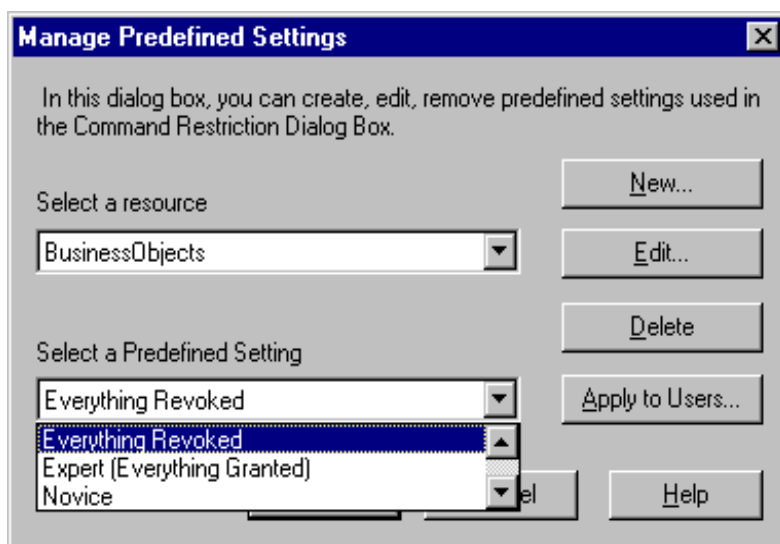 Manage Predefined Settings
In this dialog box, you can create, edit, remove predefined settings used in
the Command Restriction Dialog Box.
New...
Select a resource
BusinessObjects
Edit...
Delete
Select a Predefined Setting
Everything Revoked
Apply to Users...
Everything Revoked
Expert (Everything Granted)
Novice
Help